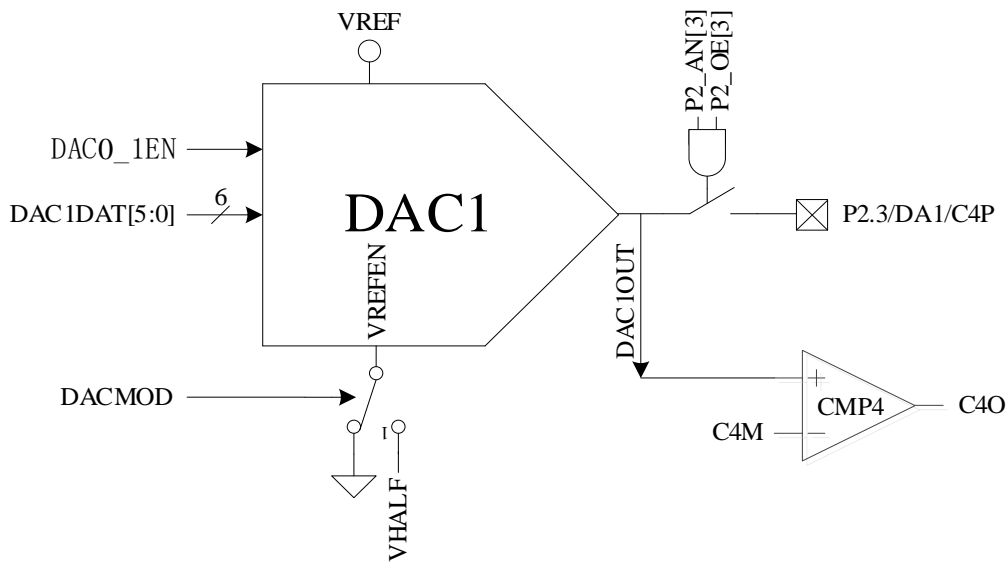 VREF
P2_AN[3]
P2_OE[3]
DAC0_1EN
6
DAC1DAT[5:0]
DAC1
P2.3/DA1/C4P
VREFEN
DAC1OUT
DACMOD
+
CMP4
C4O
C4M
1
VHALF